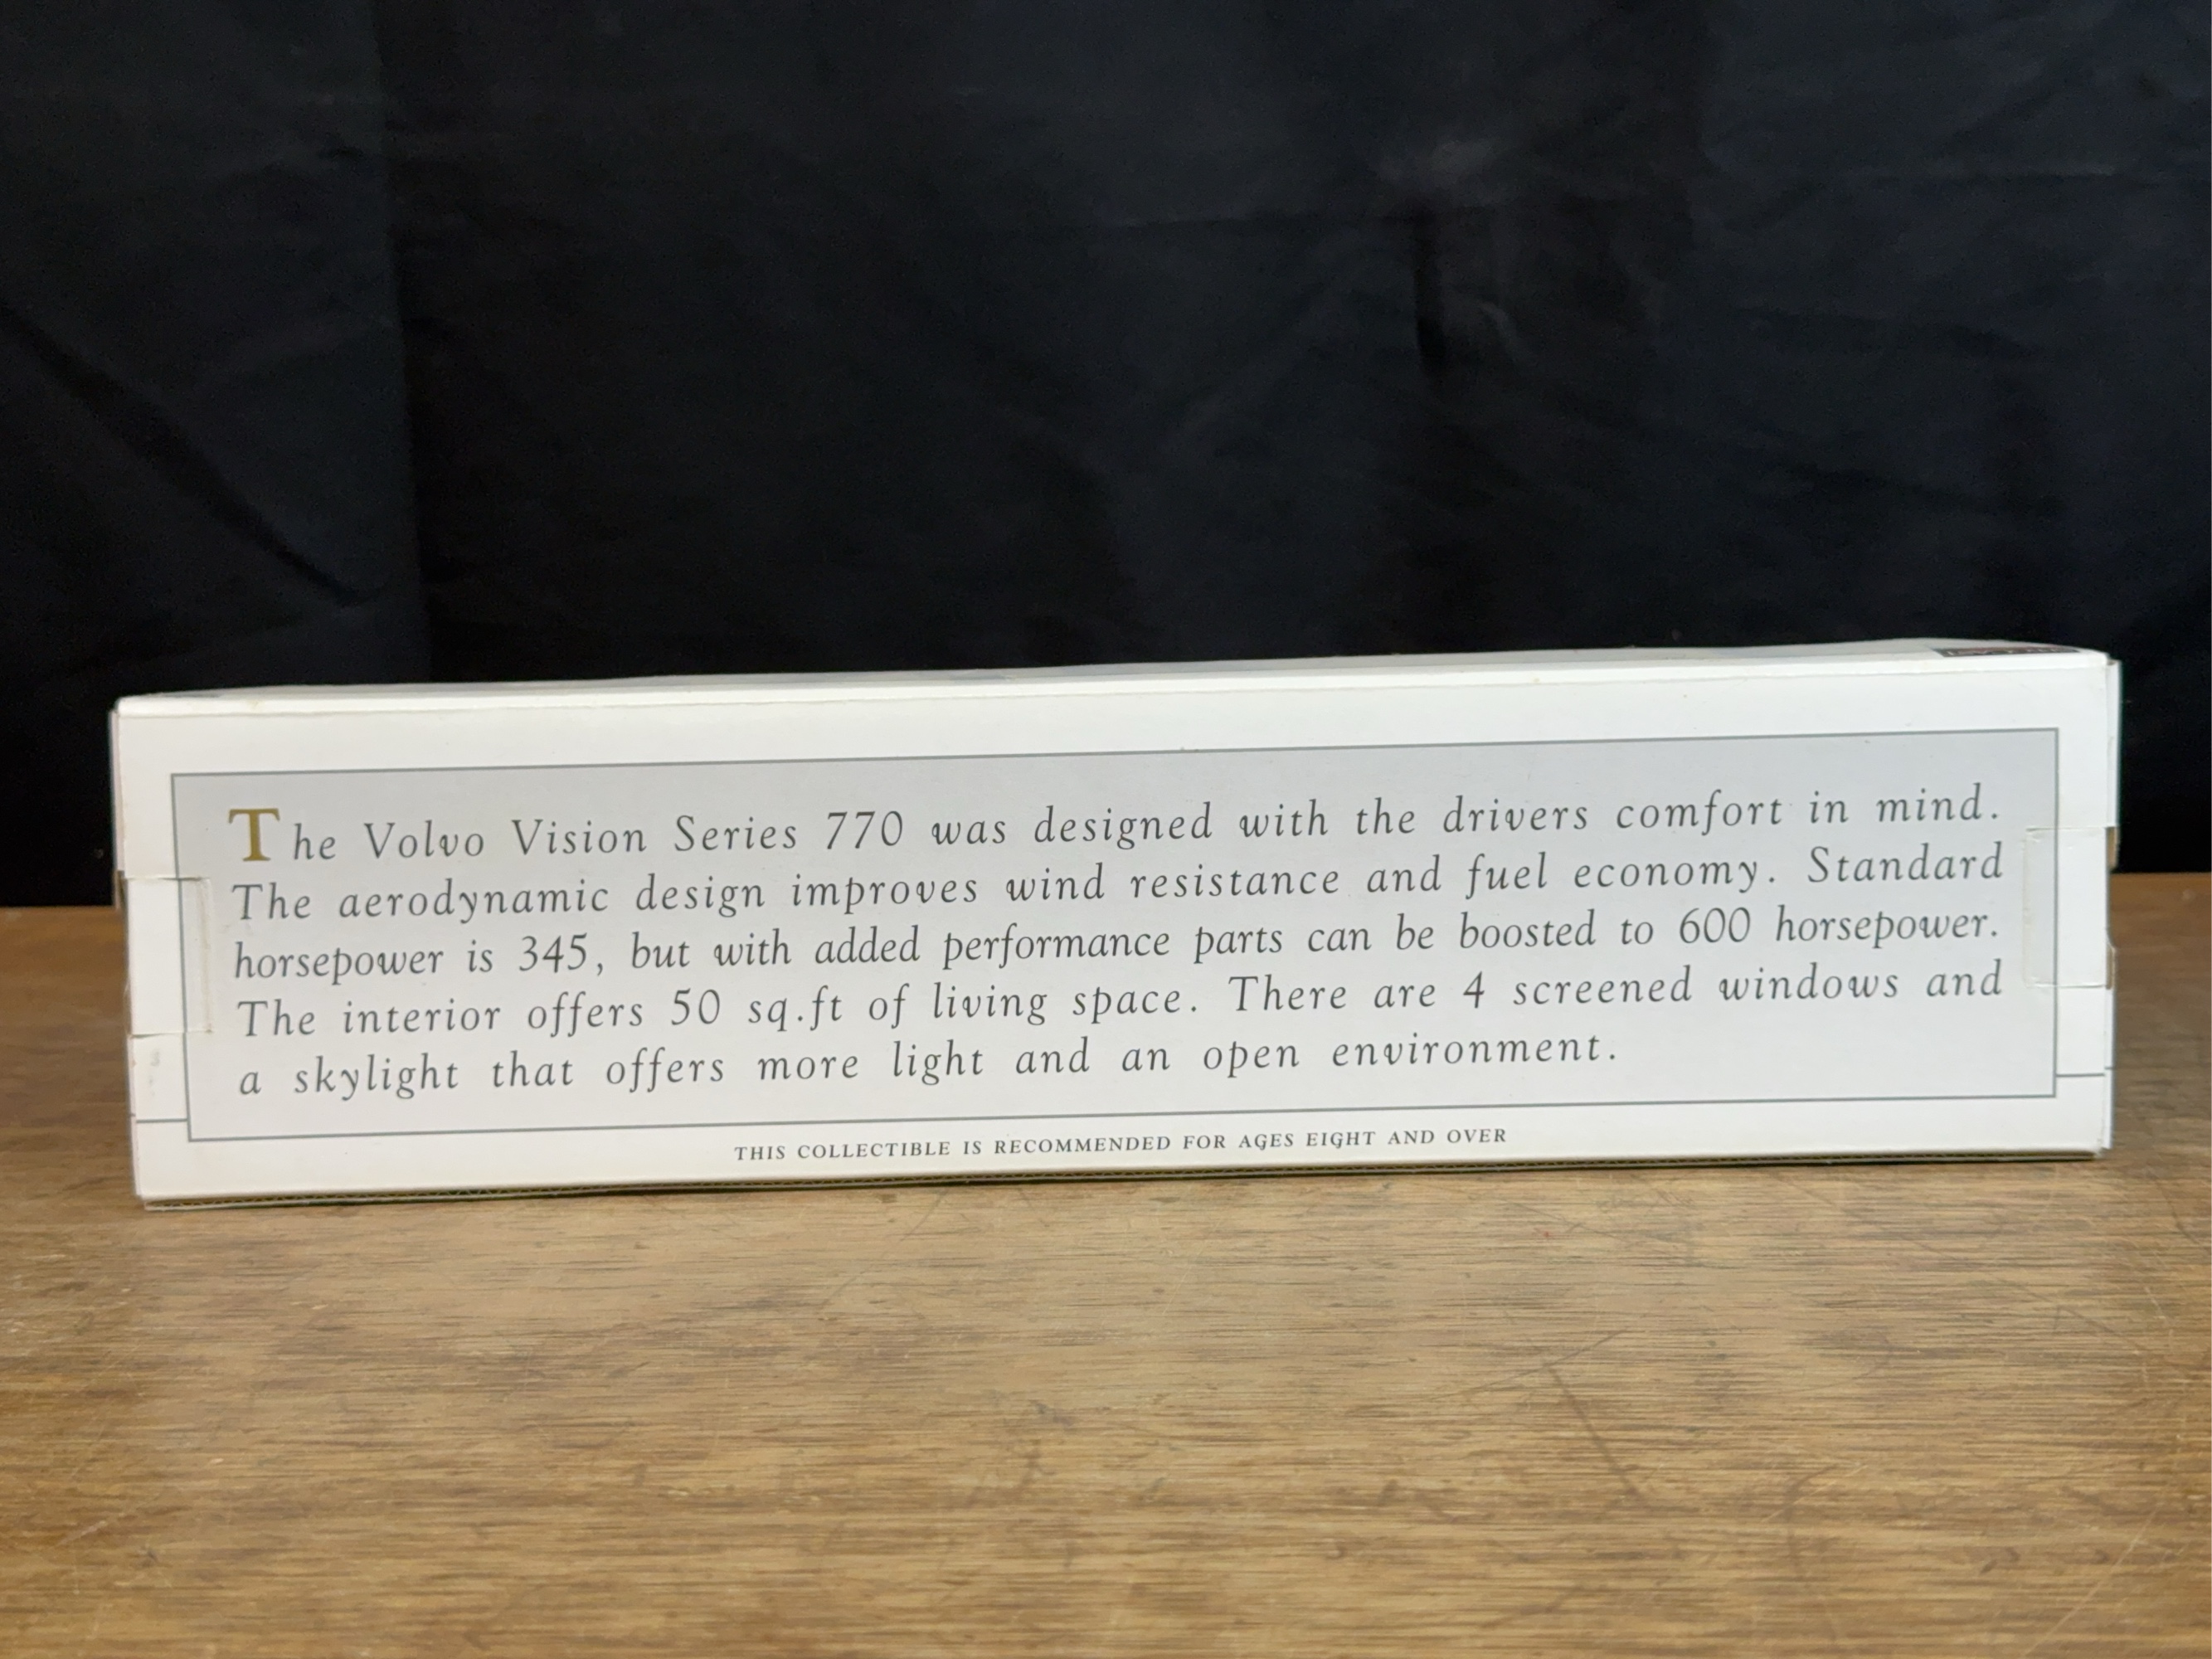 The Volvo Vision Series 770 was designed with the drivers comfort in mind.
The aerodynamic design improves wind resistance and fuel economy. Standard
horsepower is 345, but with added performance parts can be boosted to 600 horsepower.
The interior offers 50 sq.ft of living space. There are 4 screened windows and
a skylight that offers more light and an open environment.
THIS COLLECTIBLE IS RECOMMENDED FOR AGES EIGHT AND OVER